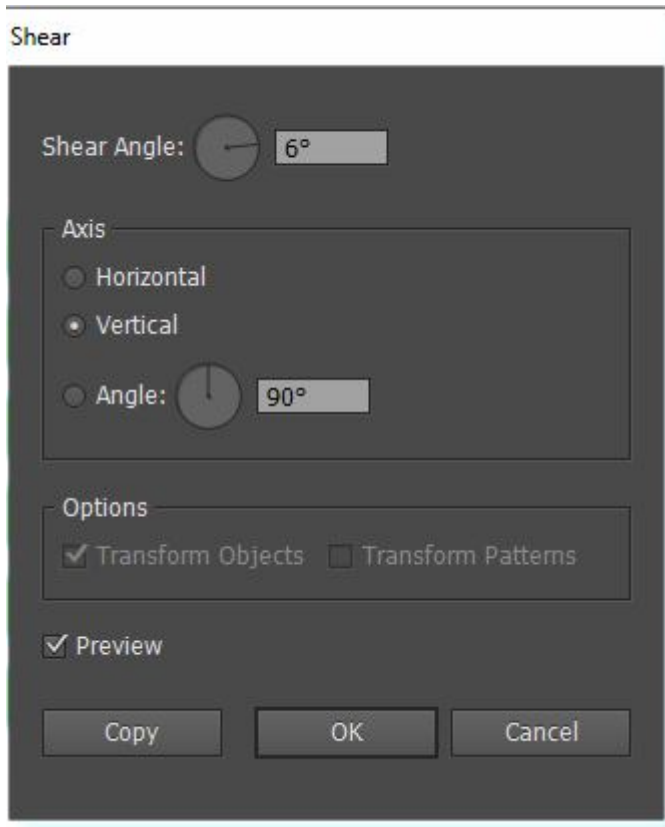 Shear
Shear Angle: 6°
Axis
Horizontal
Vertical
Angle: 90°
Options
Transform Objects Transform Patterns
Preview
Copy OK Cancel